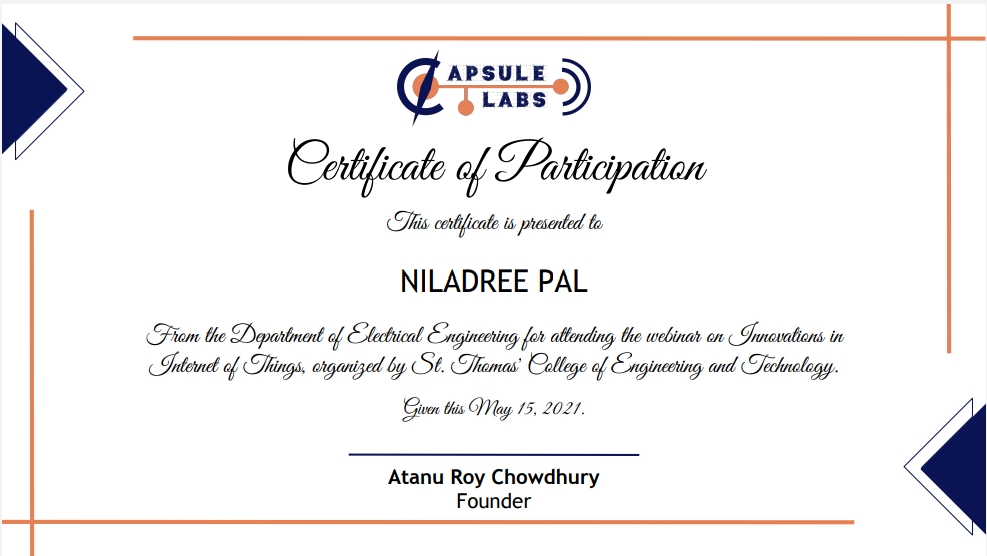 CAPSULE
LABS
Certificate of Participation
This certificate is presented to
NILADREE PAL
From the Department of Electrical Engineering for attending the webinar on Innovations in
Internet of Things, organized by St. Thomas' College of Engineering and Technology.
Given this May 15, 2021.
Atanu Roy Chowdhury
Founder